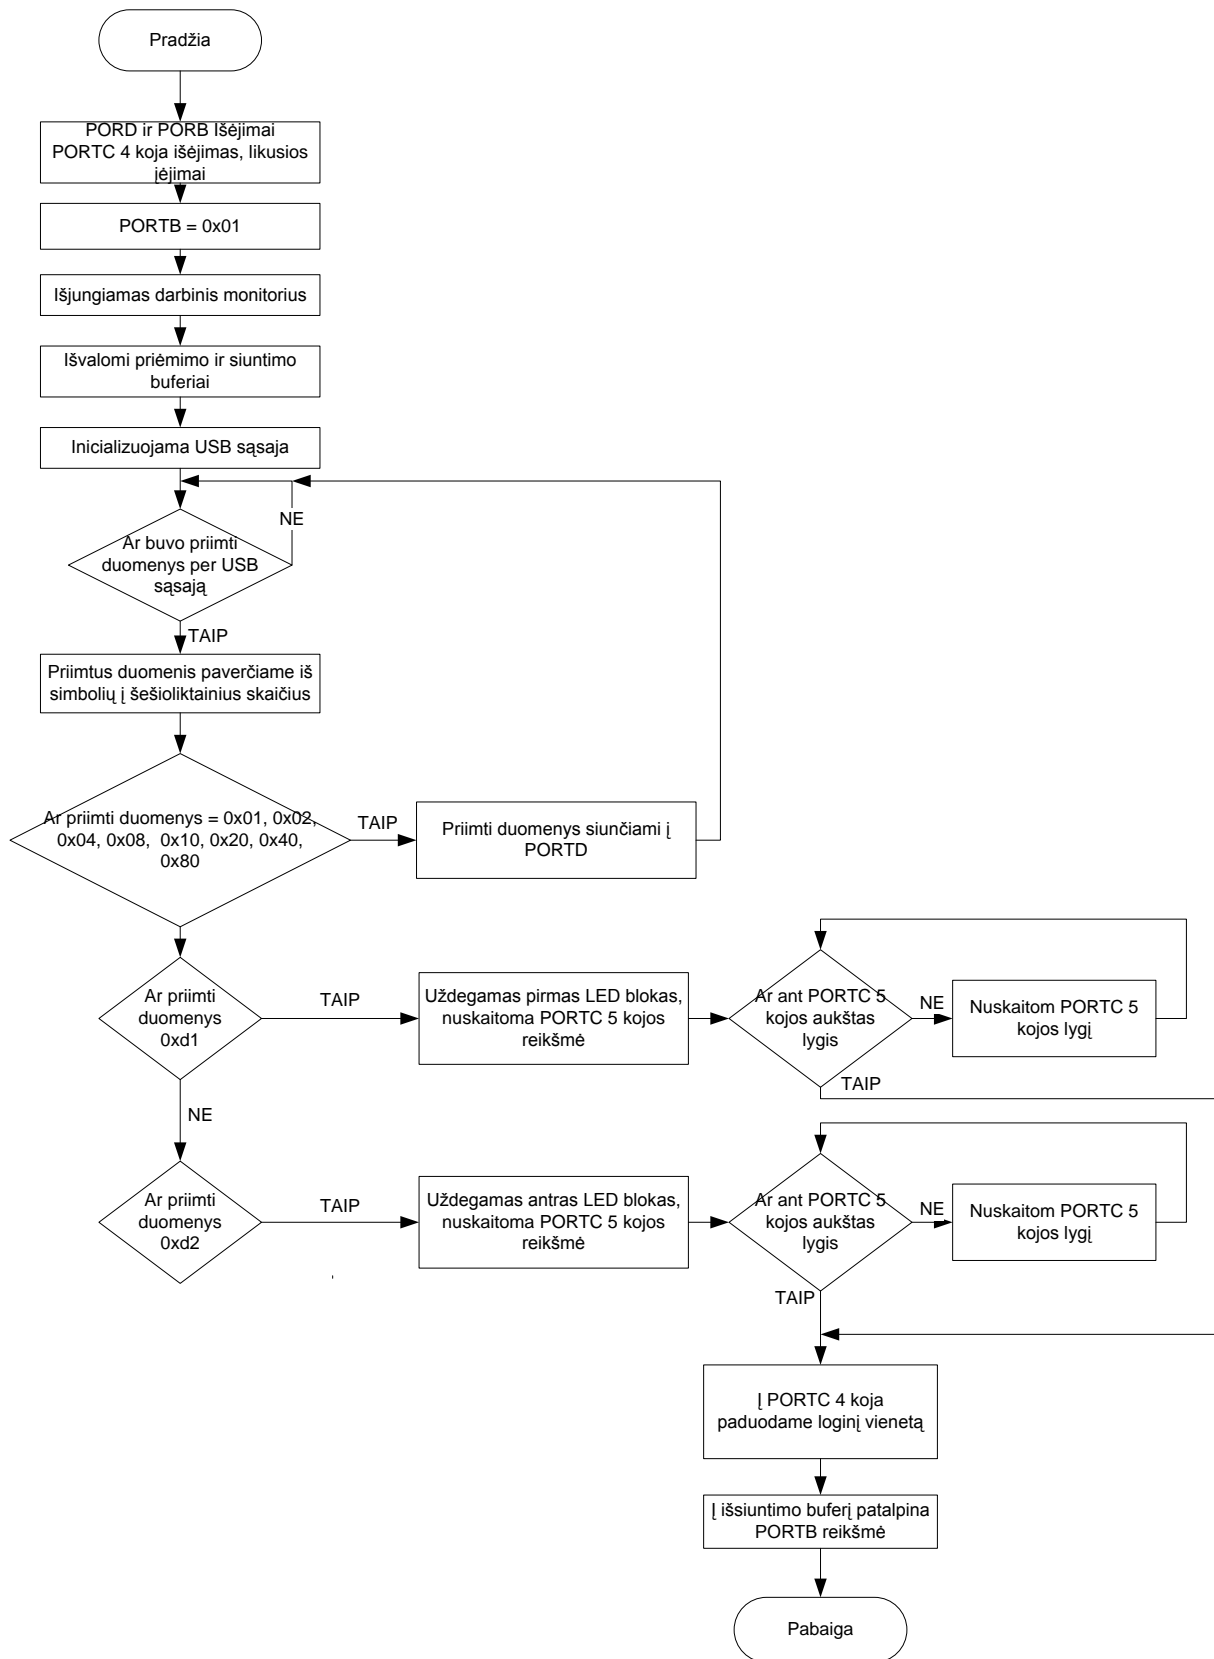 Pradžia
PORD ir PORB Išėjimai
PORTC 4 koja išėjimas, likusios
įėjimai
PORTB = 0x01
Išjungiamas darbinis monitorius
Išvalomi priėmimo ir siuntimo
buferiai
Inicializuojama USB sąsaja
NE
Ar buvo priimti
duomenys per USB
sąsają
TAIP
Priimtus duomenis paverčiame iš
simbolių į šešioliktainius skaičius
Ar priimti duomenys = 0x01, 0x02,
0x04, 0x08, 0x10, 0x20, 0x40,
0x80
TAIP
Priimti duomenys siunčiami į
PORTD
Ar priimti
duomenys
0xd1
TAIP
Uždegamas pirmas LED blokas,
nuskaitoma PORTC 5 kojos
reikšmė
Ar ant PORTC 5
kojos aukštas
lygis
NE
Nuskaitom PORTC 5
kojos lygį
TAIP
NE
Ar priimti
duomenys
0xd2
TAIP
Uždegamas antras LED blokas,
nuskaitoma PORTC 5 kojos
reikšmė
Ar ant PORTC 5
kojos aukštas
lygis
NE
Nuskaitom PORTC 5
kojos lygį
TAIP
Į PORTC 4 koja
paduodame loginį vienetą
Į išsiuntimo buferį patalpina
PORTB reikšmė
Pabaiga